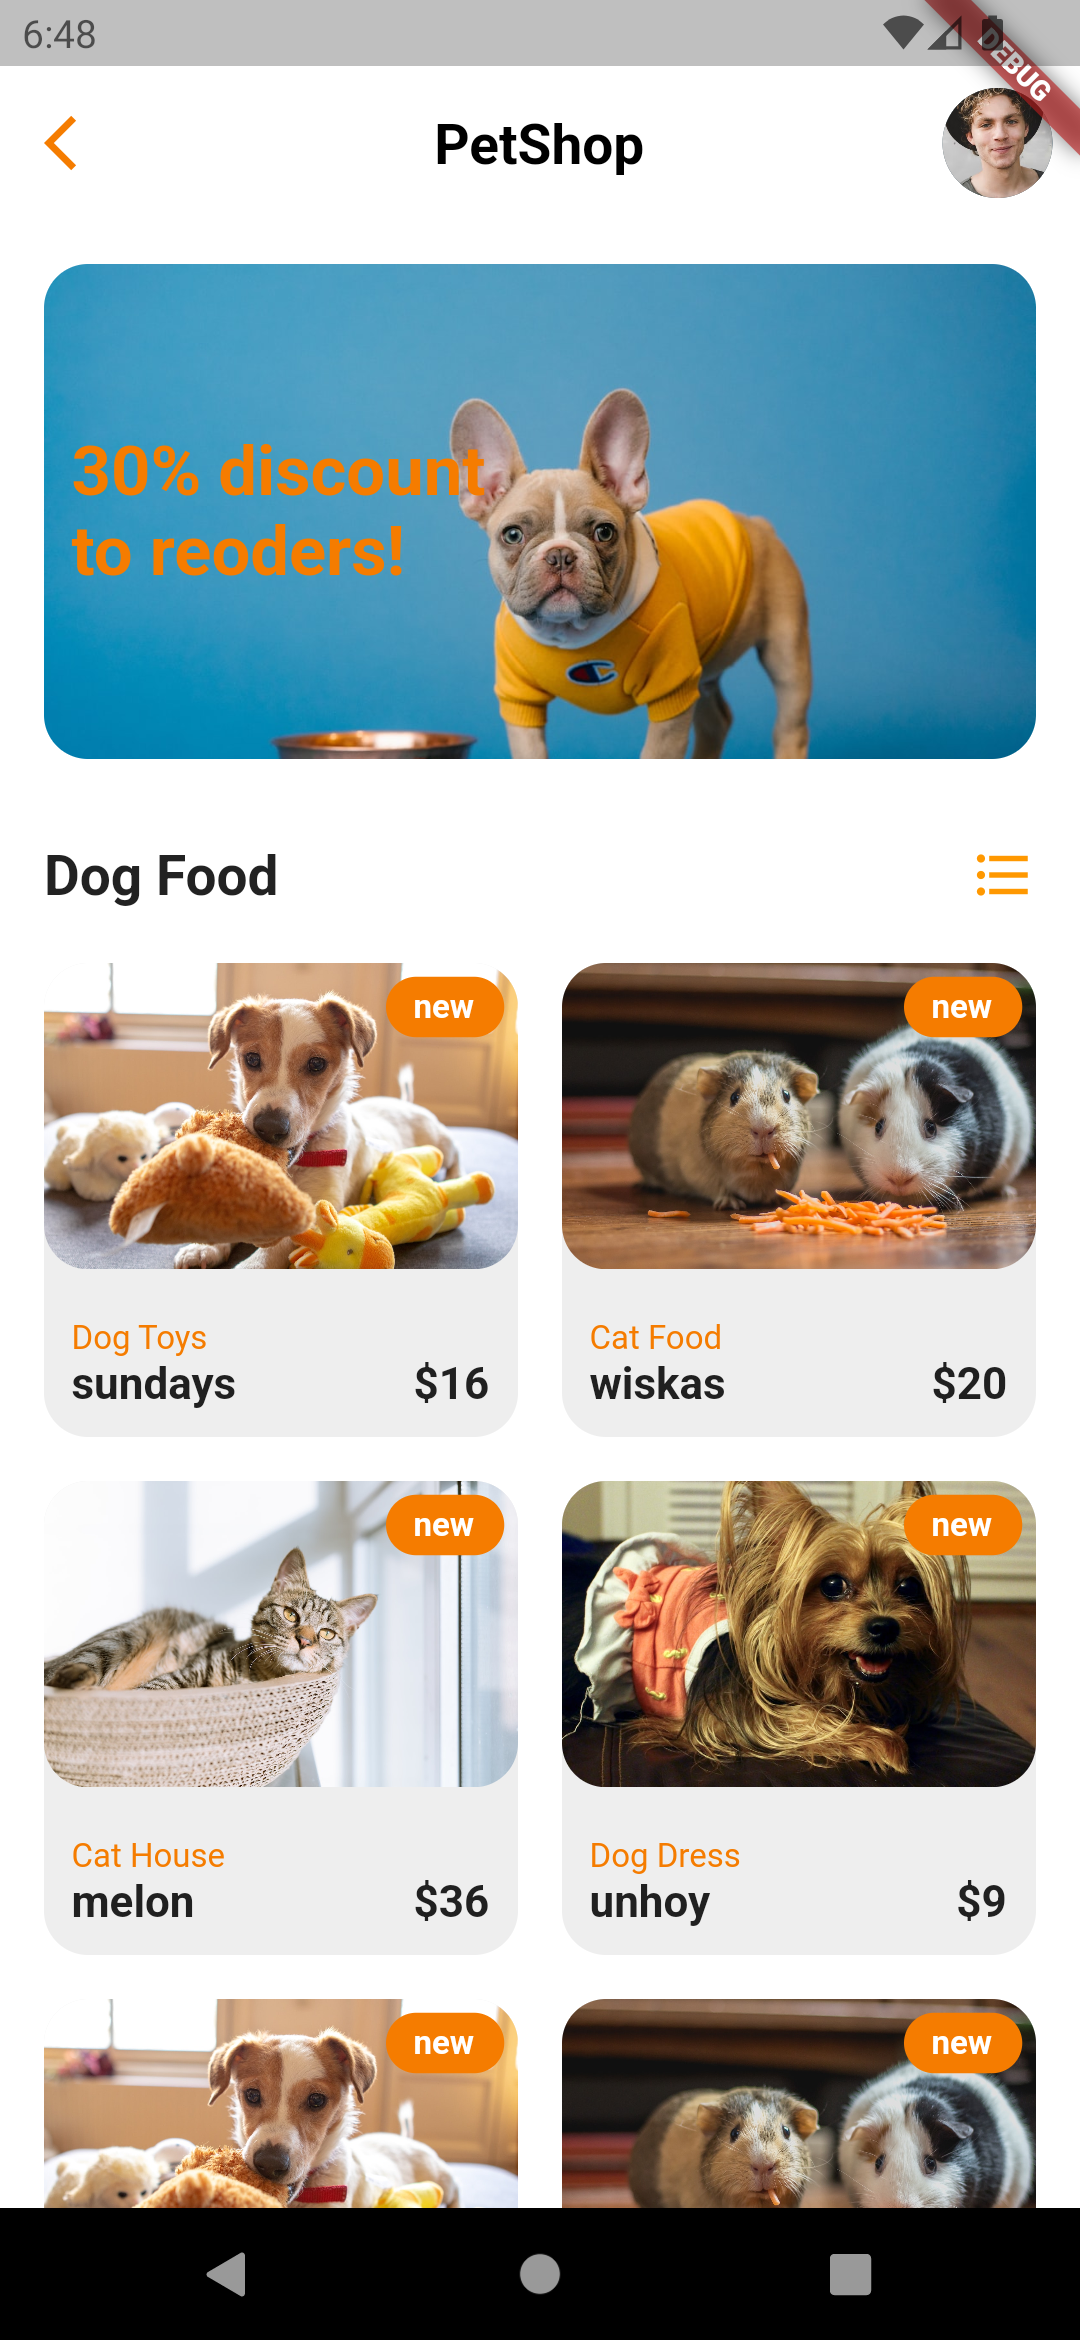 6:48
DEBUG
PetShop
30% discount
to reoders!
Dog Food
new
new
Dog Toys
sundays $16
Cat Food
wiskas $20
new
new
Cat House
melon $36
Dog Dress
unhoy $9
new
new